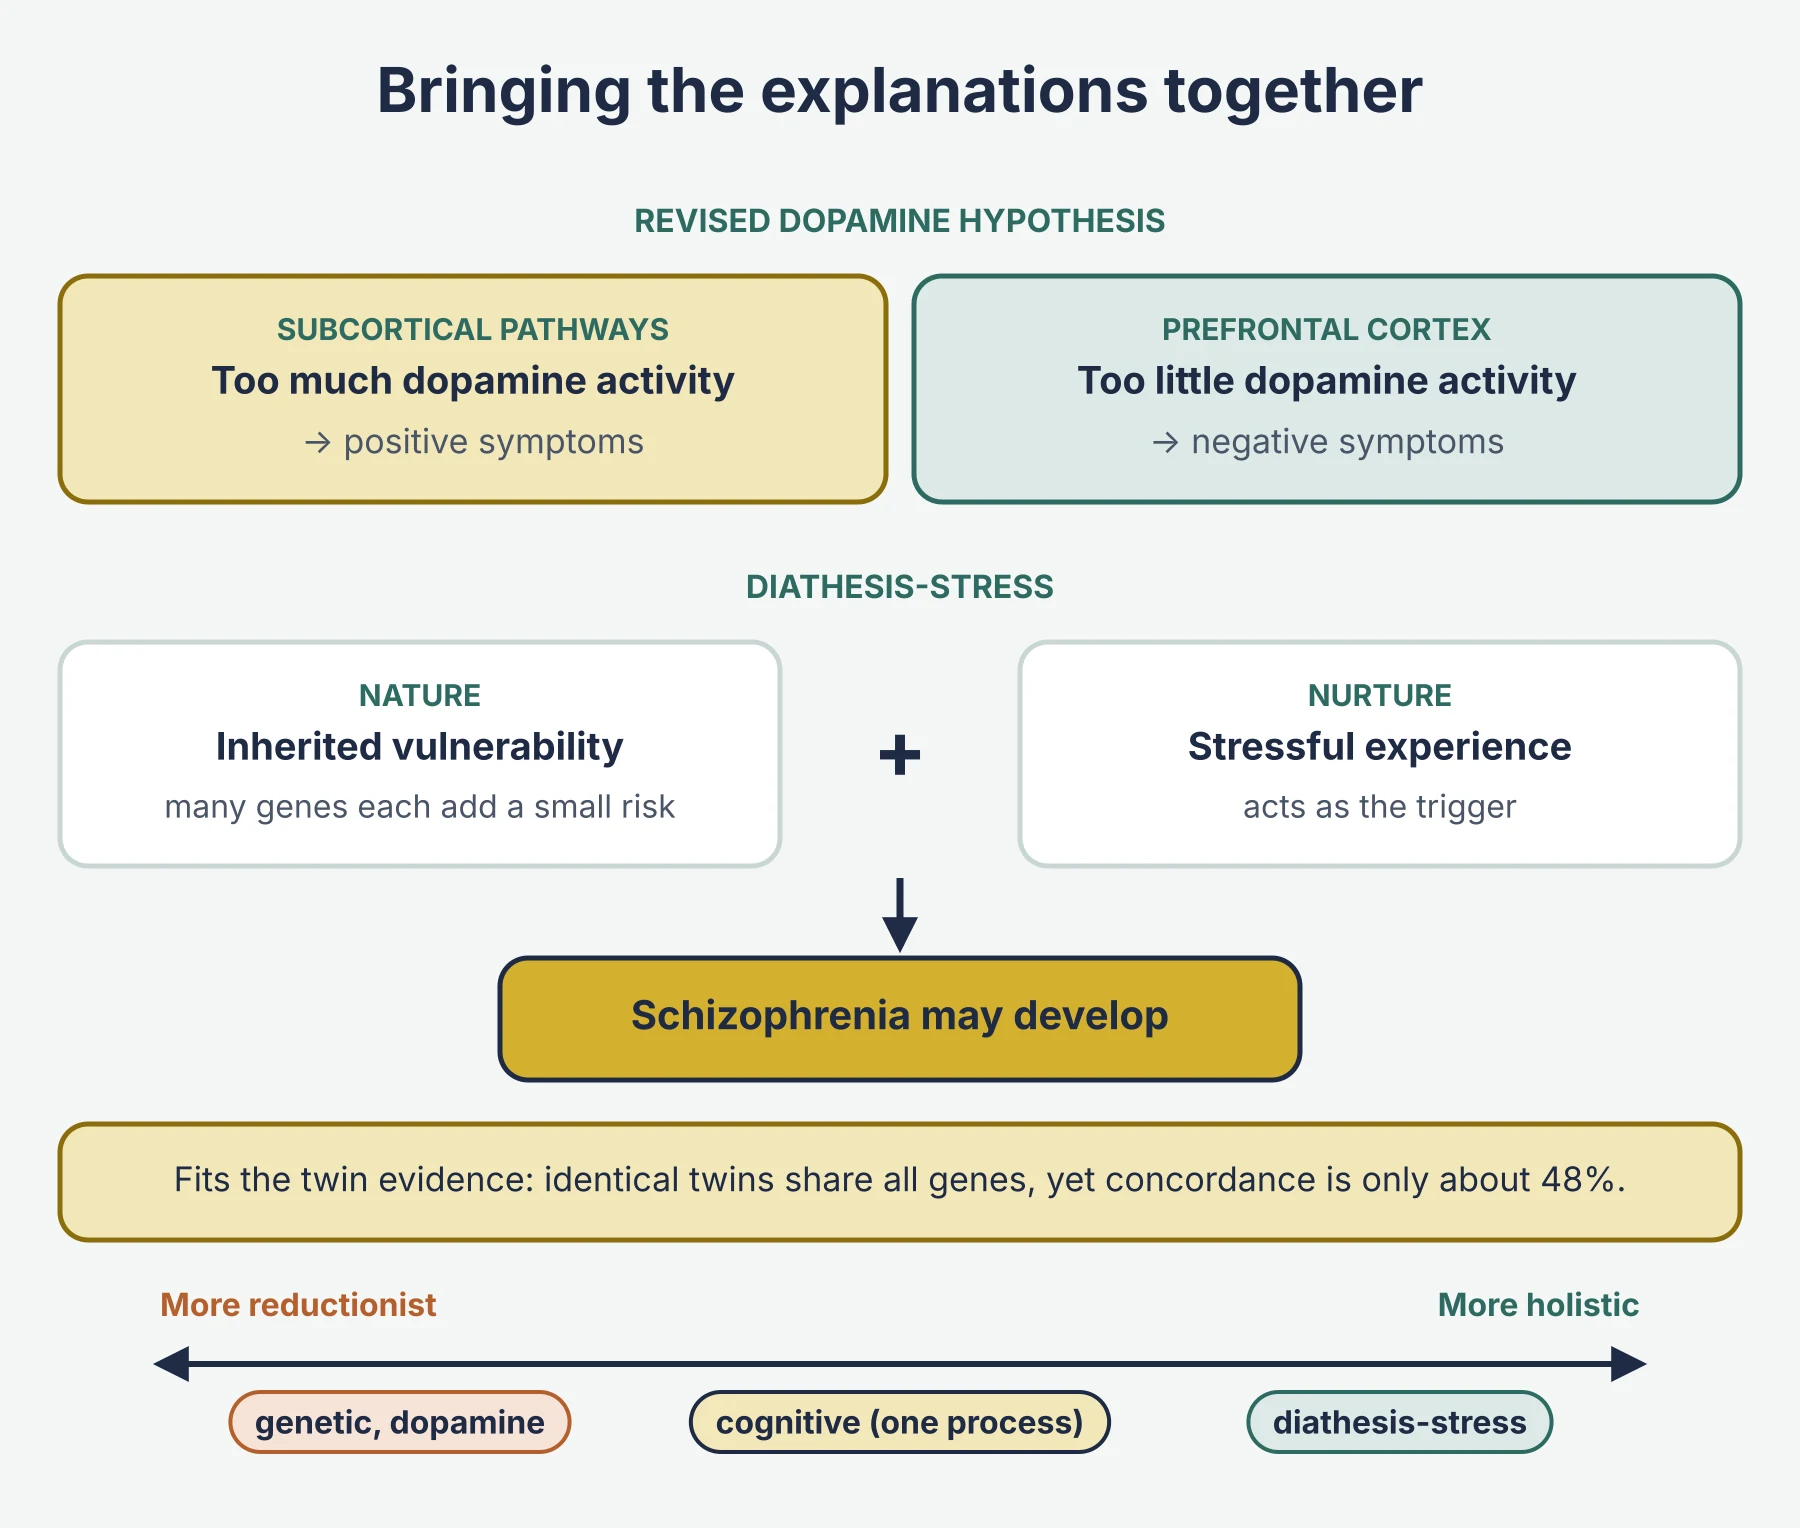 Bringing the explanations together
REVISED DOPAMINE HYPOTHESIS
SUBCORTICAL PATHWAYS
Too much dopamine activity
→ positive symptoms
PREFRONTAL CORTEX
Too little dopamine activity
→ negative symptoms
DIATHESIS-STRESS
NATURE
Inherited vulnerability
many genes each add a small risk
+
NURTURE
Stressful experience
acts as the trigger
Schizophrenia may develop
Fits the twin evidence: identical twins share all genes, yet concordance is only about 48%.
More reductionist
More holistic
genetic, dopamine
cognitive (one process)
diathesis-stress